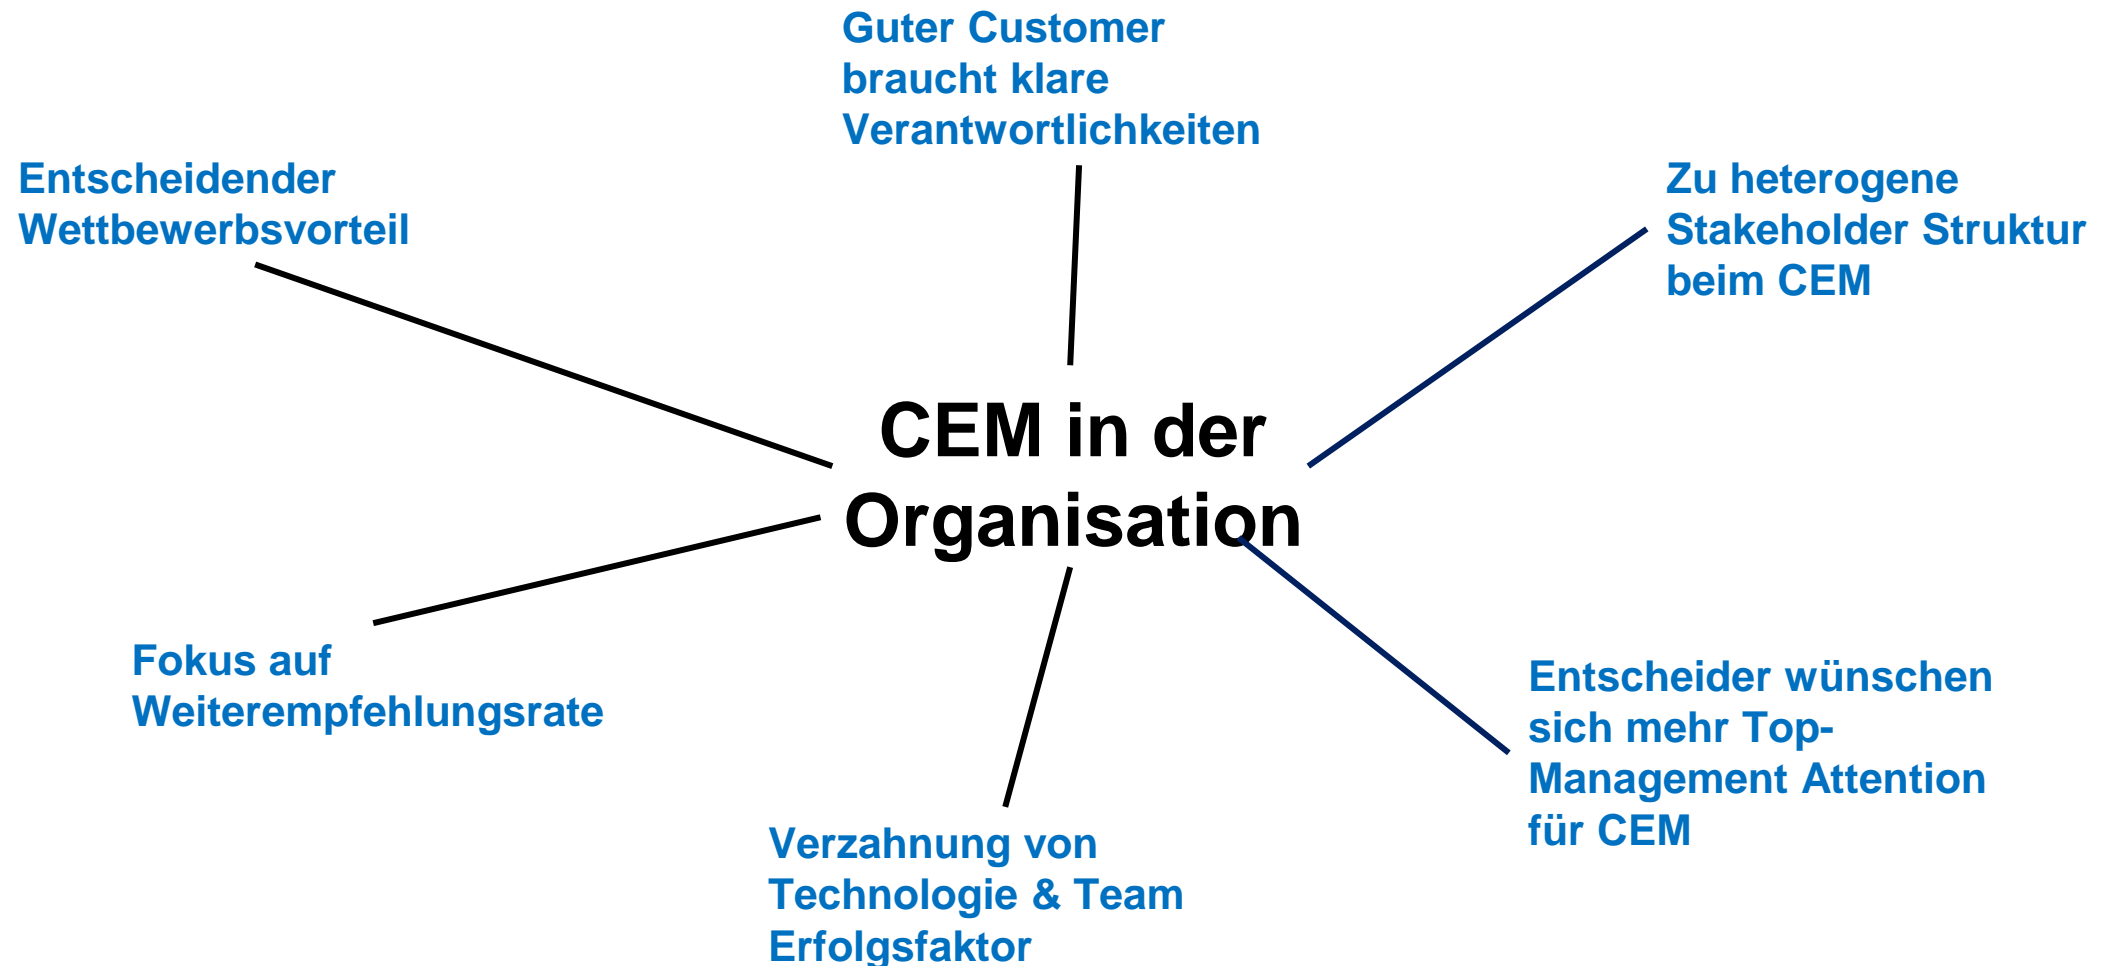 Guter Customer
braucht klare
Verantwortlichkeiten
Entscheidender
Wettbewerbsvorteil
Zu heterogene
Stakeholder Struktur
beim CEM
CEM in der
Organisation
Fokus auf
Weiterempfehlungsrate
Entscheider wünschen
sich mehr Top-
Management Attention
für CEM
Verzahnung von
Technologie & Team
Erfolgsfaktor